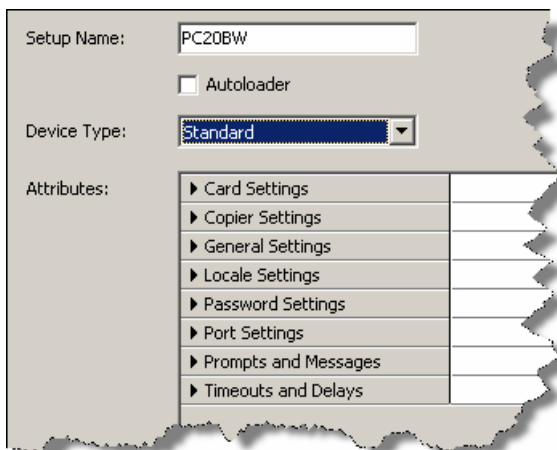 Setup Name: PC20BW
Autoloader
Device Type: Standard
Attributes:
Card Settings
Copier Settings
General Settings
Locale Settings
Password Settings
Port Settings
Prompts and Messages
Timeouts and Delays